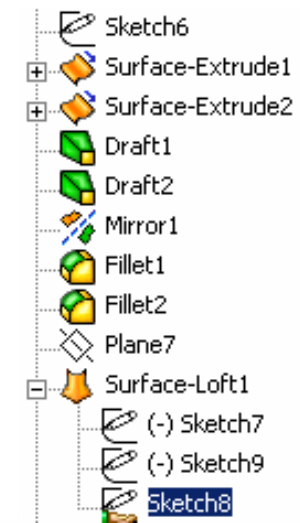 Sketch6
Surface-Extrude1
Surface-Extrude2
Draft1
Draft2
Mirror1
Fillet1
Fillet2
Plane7
Surface-Loft1
(-) Sketch7
(-) Sketch9
Sketch8